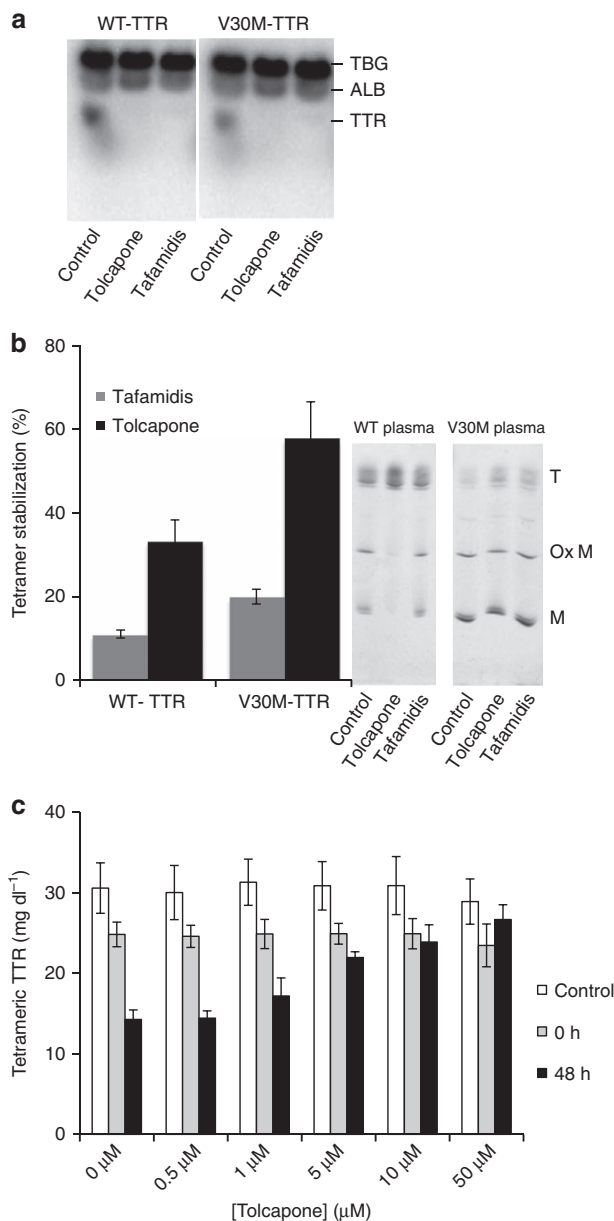 a
WT-TTR V30M-TTR
TBG
ALB
TTR
Control Tolcapone Tafamidis Control Tolcapone Tafamidis
b
80
60
40
20
0
Tetramer stabilization (%)
Tafamidis
Tolcapone
WT- TTR V30M-TTR
WT plasma V30M plasma
T
Ox M
M
Control Tolcapone Tafamidis Control Tolcapone Tafamidis
c
40
30
20
10
0
Tetrameric TTR (mg dl⁻¹)
Control
0 h
48 h
0 µM 0.5 µM 1 µM 5 µM 10 µM 50 µM
[Tolcapone] (µM)